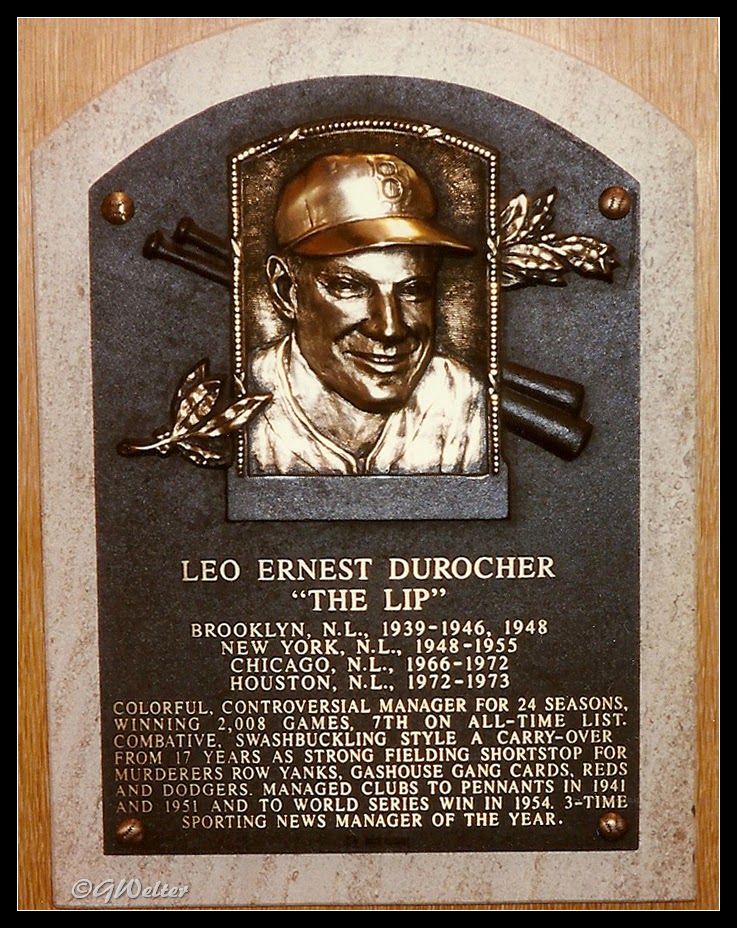 B
LEO ERNEST DUROCHER
"THE LIP"
BROOKLYN, N.L., 1939-1946, 1948
NEW YORK, N.L., 1948-1955
CHICAGO, N.L., 1966-1972
HOUSTON, N.L., 1972-1973
COLORFUL, CONTROVERSIAL MANAGER FOR 24 SEASONS,
WINNING 2,008 GAMES, 7TH ON ALL-TIME LIST.
COMBATIVE, SWASHBUCKLING STYLE A CARRY-OVER
FROM 17 YEARS AS STRONG FIELDING SHORTSTOP FOR
MURDERERS ROW YANKS, GASHOUSE GANG CARDS, REDS
AND DODGERS. MANAGED CLUBS TO PENNANTS IN 1941
AND 1951 AND TO WORLD SERIES WIN IN 1954. 3-TIME
SPORTING NEWS MANAGER OF THE YEAR.
©GWelter